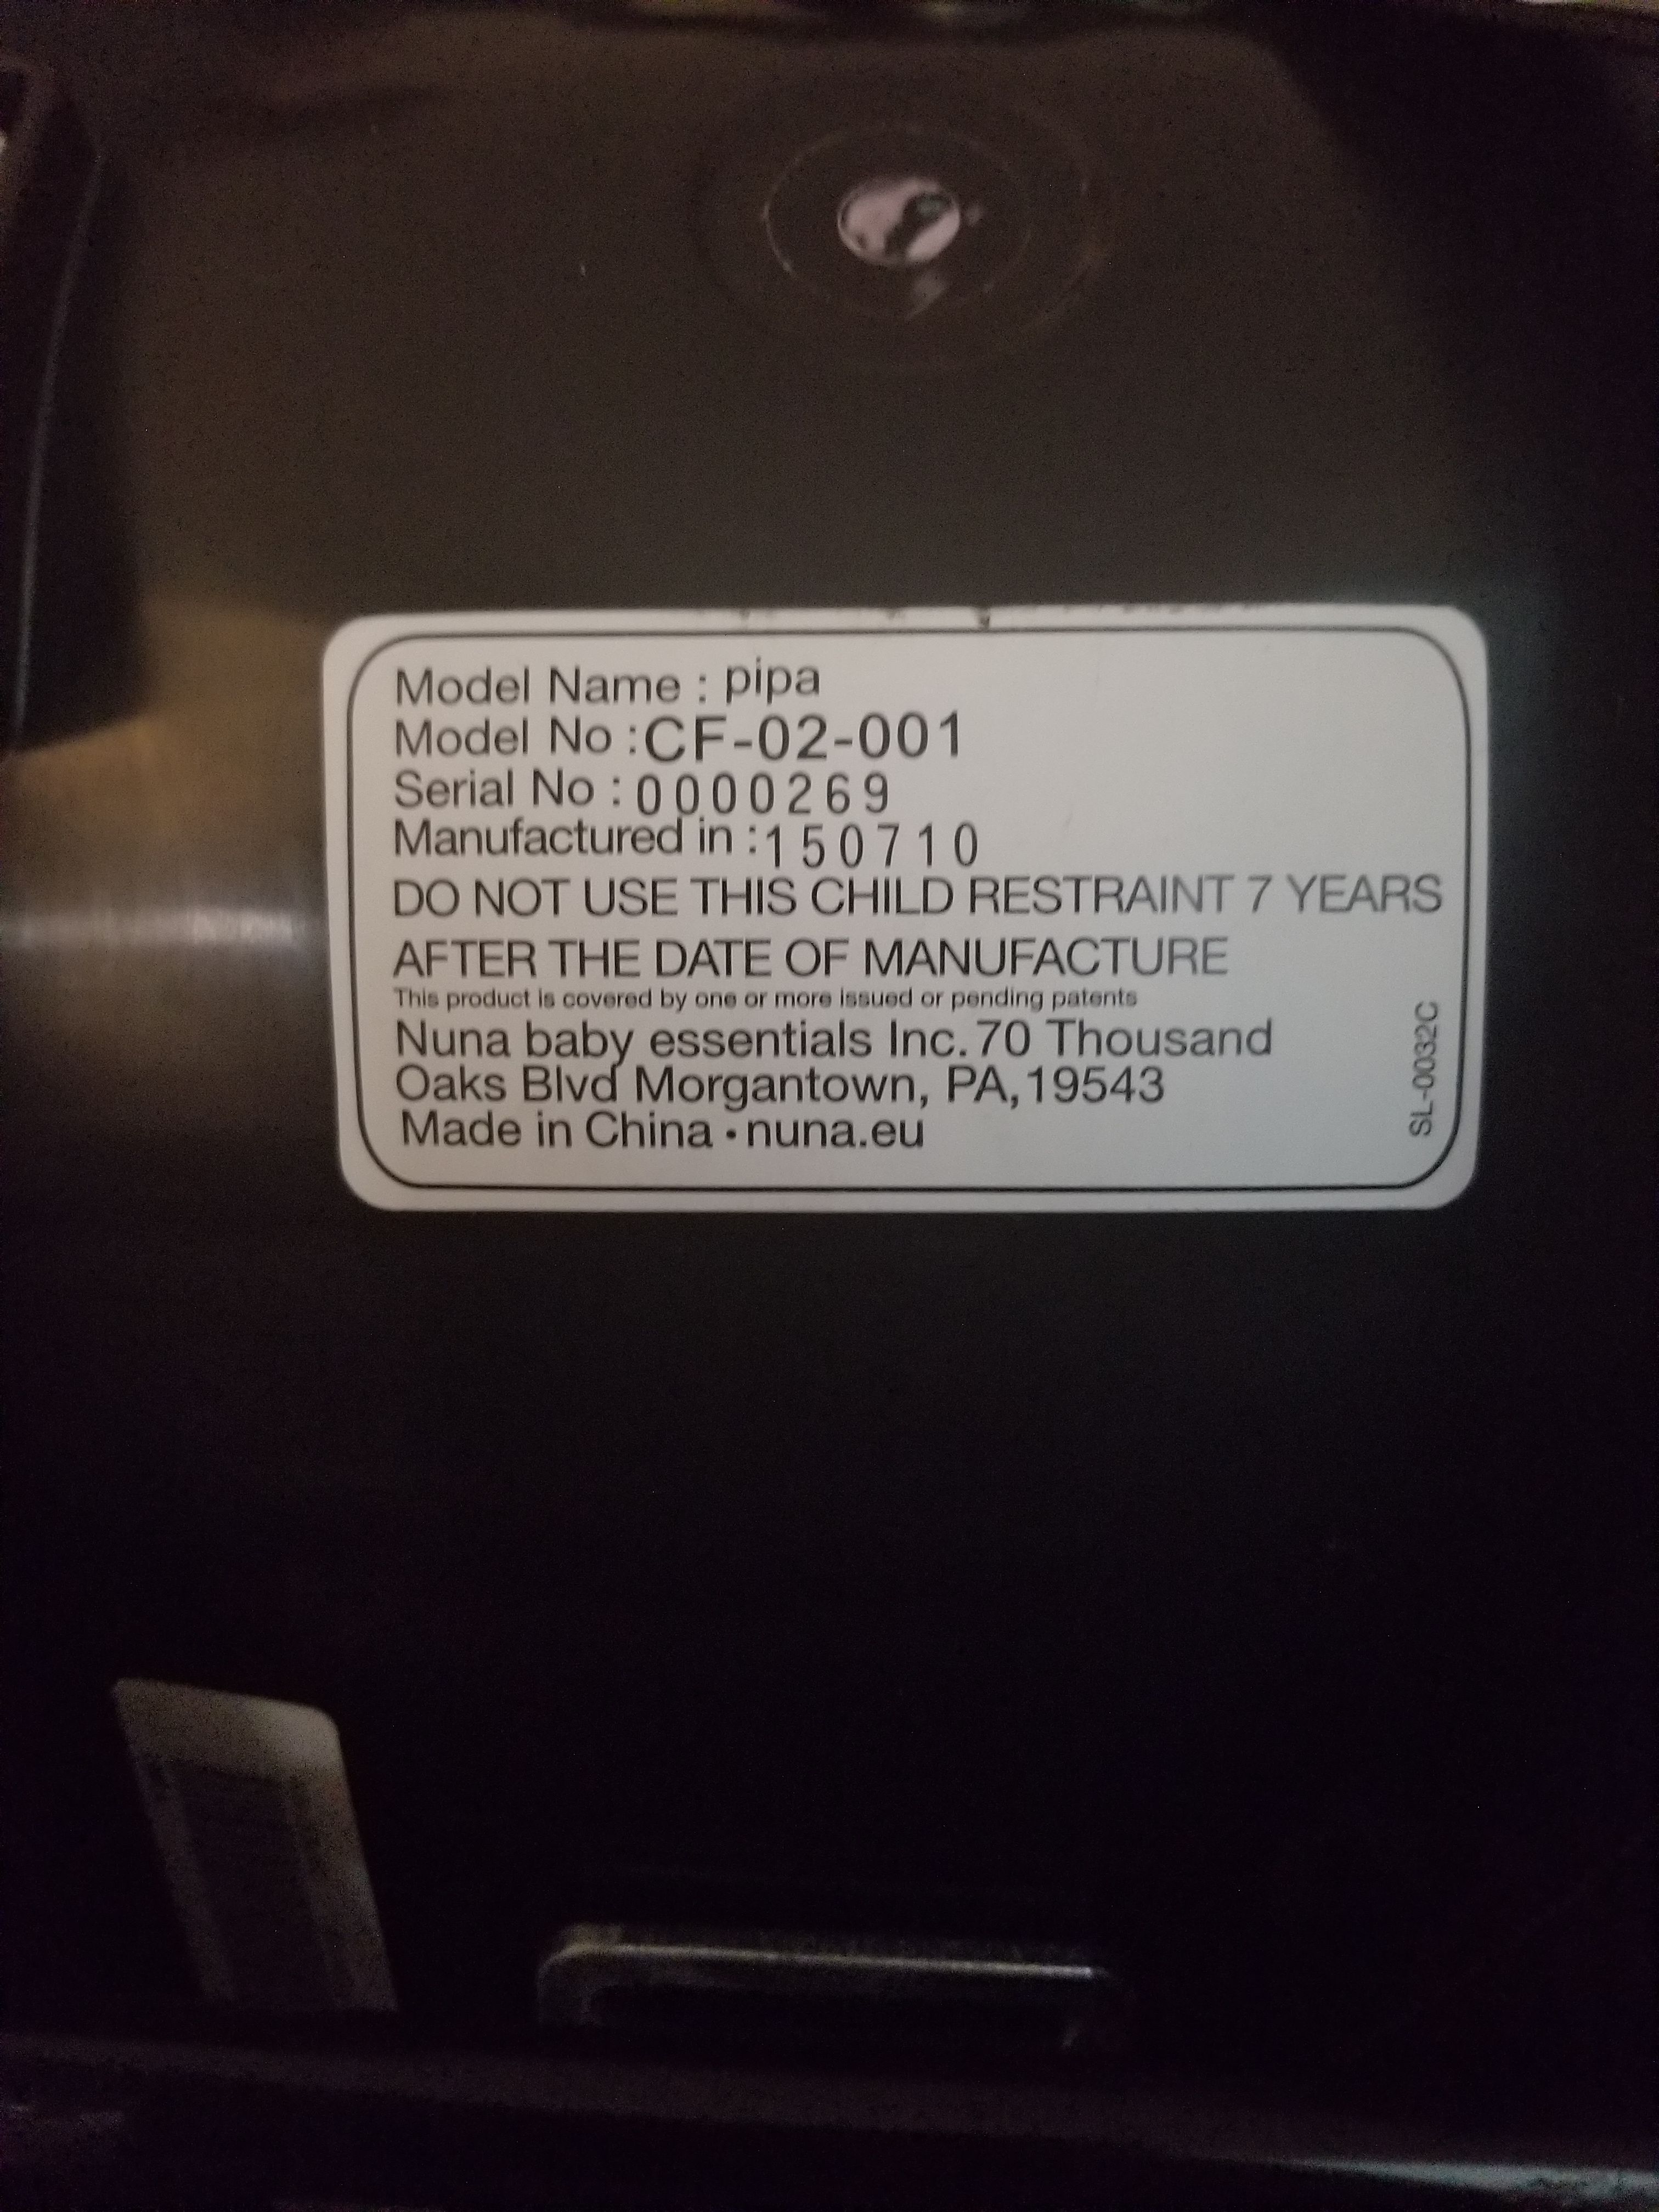 Model Name : pipa
Model No :CF-02-001
Serial No : 0000269
Manufactured in :150710
DO NOT USE THIS CHILD RESTRAINT 7 YEARS
AFTER THE DATE OF MANUFACTURE
This product is covered by one or more issued or pending patents
Nuna baby essentials Inc.70 Thousand
Oaks Blvd Morgantown, PA,19543
Made in China • nuna.eu
SL-0032C